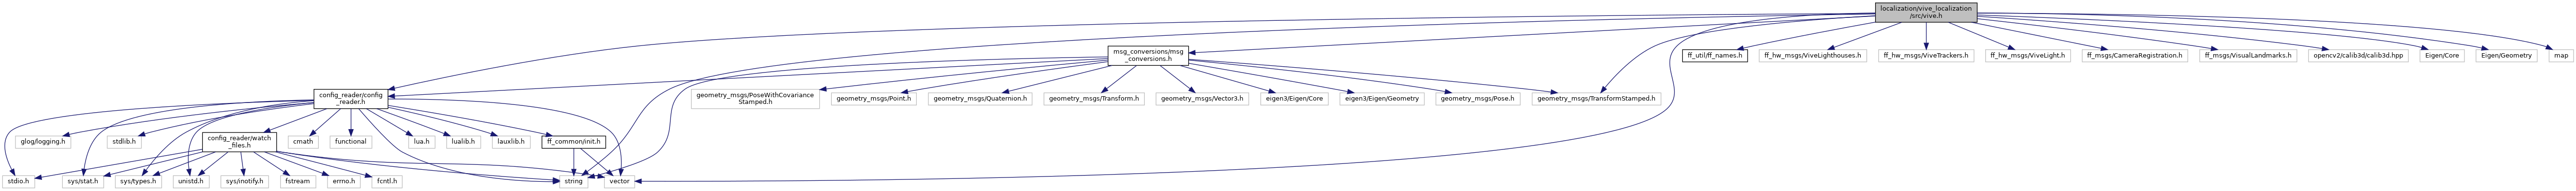 localization/vive_localization
/src/vive.h
msg_conversions/msg
_conversions.h
ff_util/ff_names.h
ff_hw_msgs/ViveLighthouses.h
ff_hw_msgs/ViveTrackers.h
ff_hw_msgs/ViveLight.h
ff_msgs/CameraRegistration.h
ff_msgs/VisualLandmarks.h
opencv2/calib3d/calib3d.hpp
Eigen/Core
Eigen/Geometry
map
config_reader/config
_reader.h
geometry_msgs/PoseWithCovariance
Stamped.h
geometry_msgs/Point.h
geometry_msgs/Quaternion.h
geometry_msgs/Transform.h
geometry_msgs/Vector3.h
eigen3/Eigen/Core
eigen3/Eigen/Geometry
geometry_msgs/Pose.h
geometry_msgs/TransformStamped.h
glog/logging.h
stdlib.h
config_reader/watch
_files.h
cmath
functional
lua.h
lualib.h
lauxlib.h
ff_common/init.h
stdio.h
sys/stat.h
sys/types.h
unistd.h
sys/inotify.h
fstream
errno.h
fcntl.h
string
vector